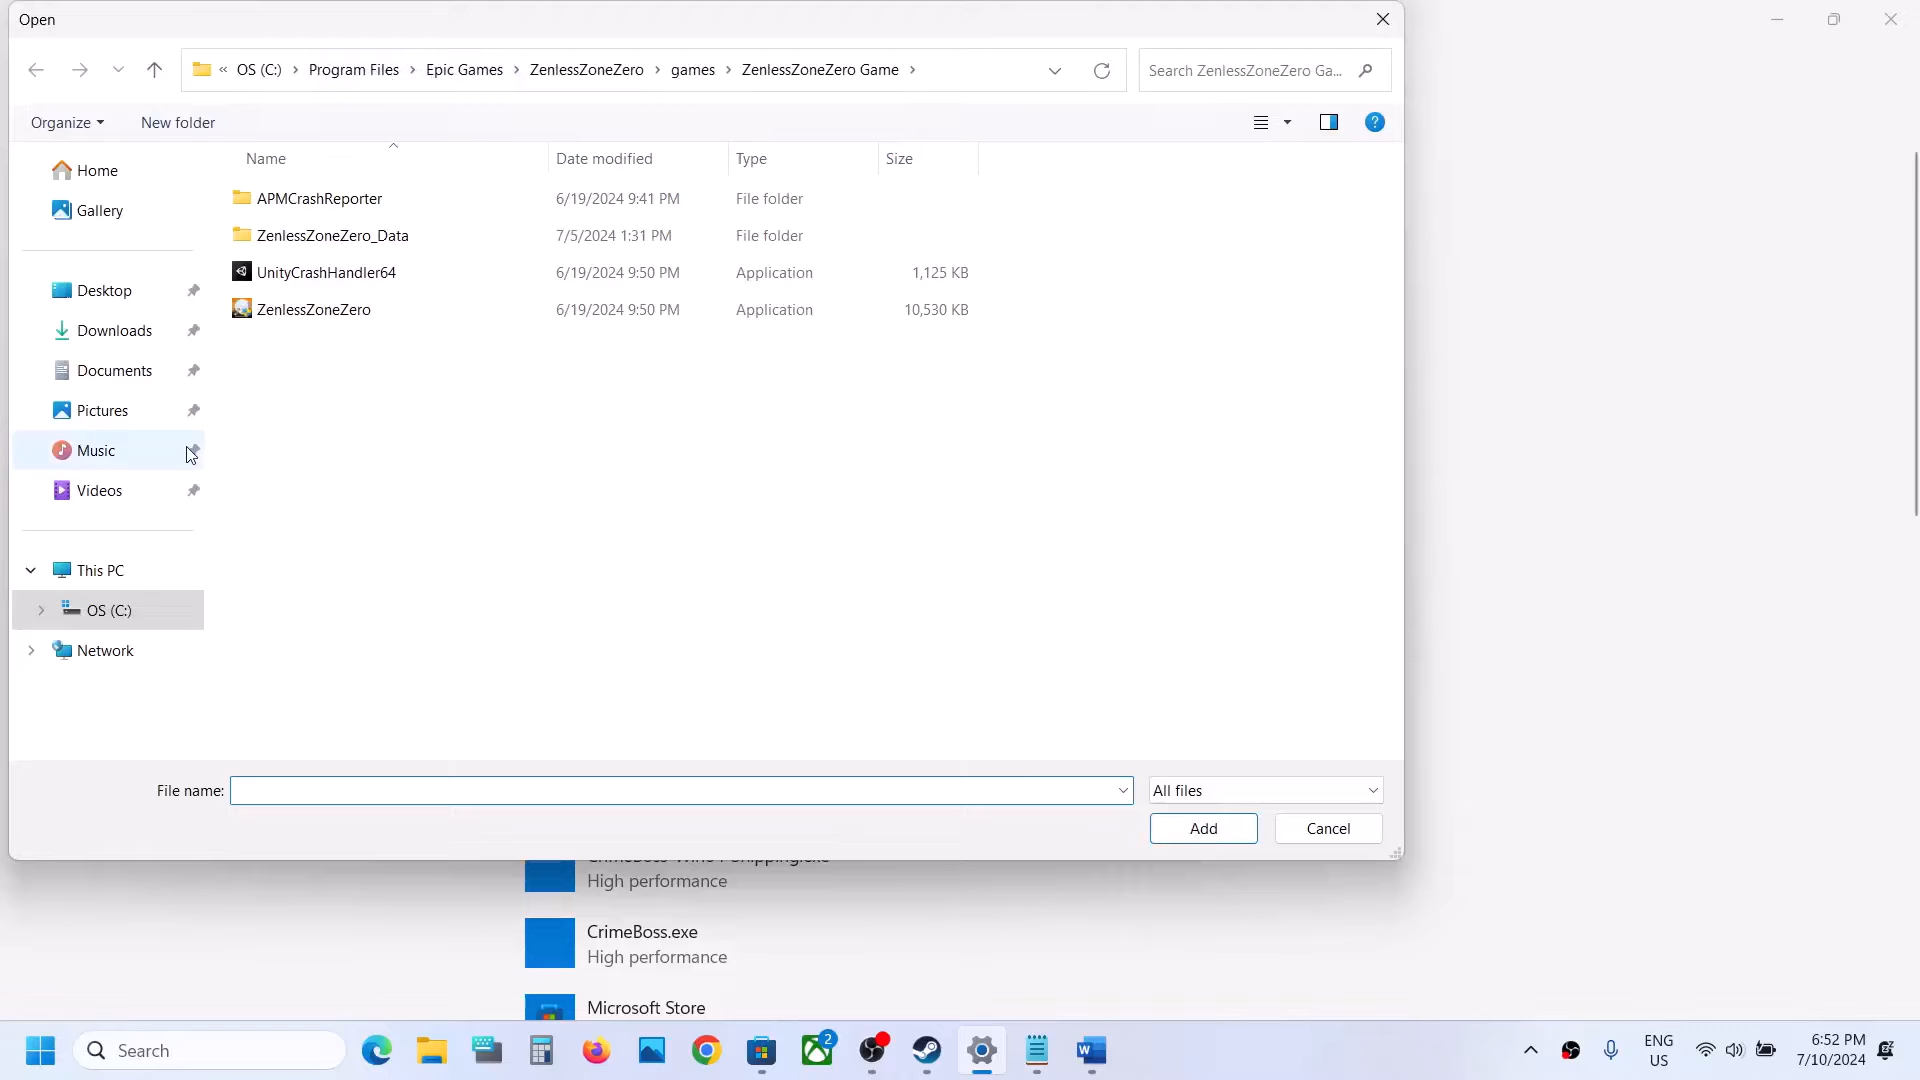 Open
« OS (C:) › Program Files › Epic Games › ZenlessZoneZero › games › ZenlessZoneZero Game ›
Search ZenlessZoneZero Ga...
Organize
New folder
Name
Date modified
Type
Size
Home
Gallery
Desktop
Downloads
Documents
Pictures
Music
Videos
This PC
OS (C:)
Network
APMCrashReporter 6/19/2024 9:41 PM File folder
ZenlessZoneZero_Data 7/5/2024 1:31 PM File folder
UnityCrashHandler64 6/19/2024 9:50 PM Application 1,125 KB
ZenlessZoneZero 6/19/2024 9:50 PM Application 10,530 KB
File name:
All files
Add
Cancel
High performance
CrimeBoss.exe
High performance
Microsoft Store
Search
2
ENG
US
6:52 PM
7/10/2024